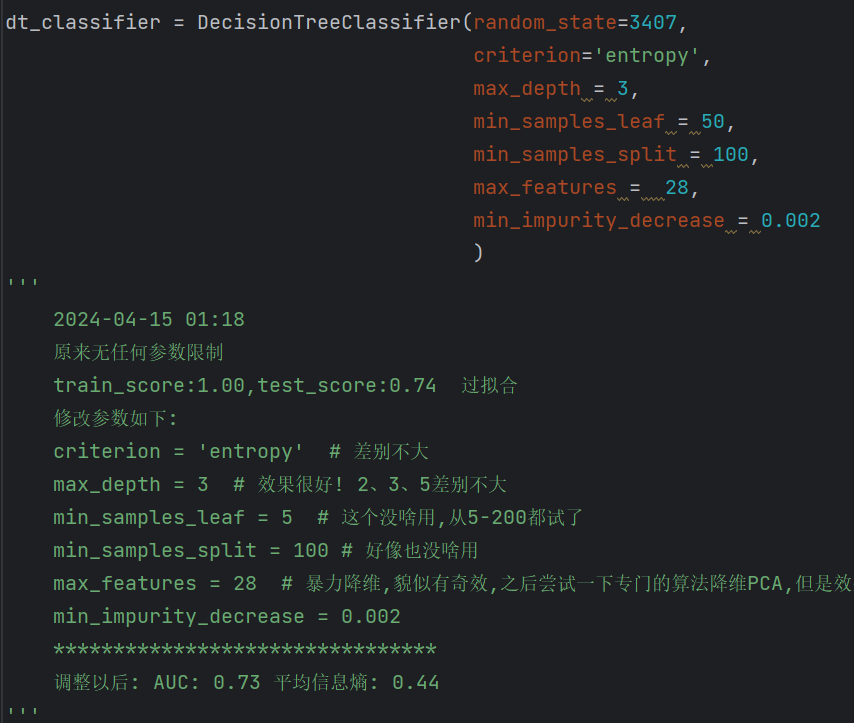 dt_classifier = DecisionTreeClassifier(random_state=3407,
criterion='entropy',
max_depth = 3,
min_samples_leaf = 50,
min_samples_split = 100,
max_features =  28,
min_impurity_decrease = 0.002
)
'''
2024-04-15 01:18
原来无任何参数限制
train_score:1.00,test_score:0.74  过拟合
修改参数如下:
criterion = 'entropy'  # 差别不大
max_depth = 3  # 效果很好! 2、3、5差别不大
min_samples_leaf = 5  # 这个没啥用,从5-200都试了
min_samples_split = 100 # 好像也没啥用
max_features = 28  # 暴力降维,貌似有奇效,之后尝试一下专门的算法降维PCA,但是效
min_impurity_decrease = 0.002
********************************
调整以后: AUC: 0.73 平均信息熵: 0.44
'''